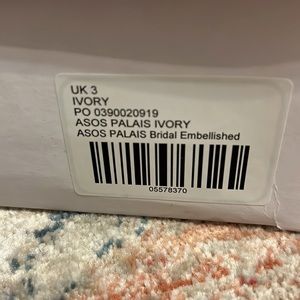 UK 3
IVORY
PO 0390020919
ASOS PALAIS IVORY
ASOS PALAIS Bridal Embellished
05578370